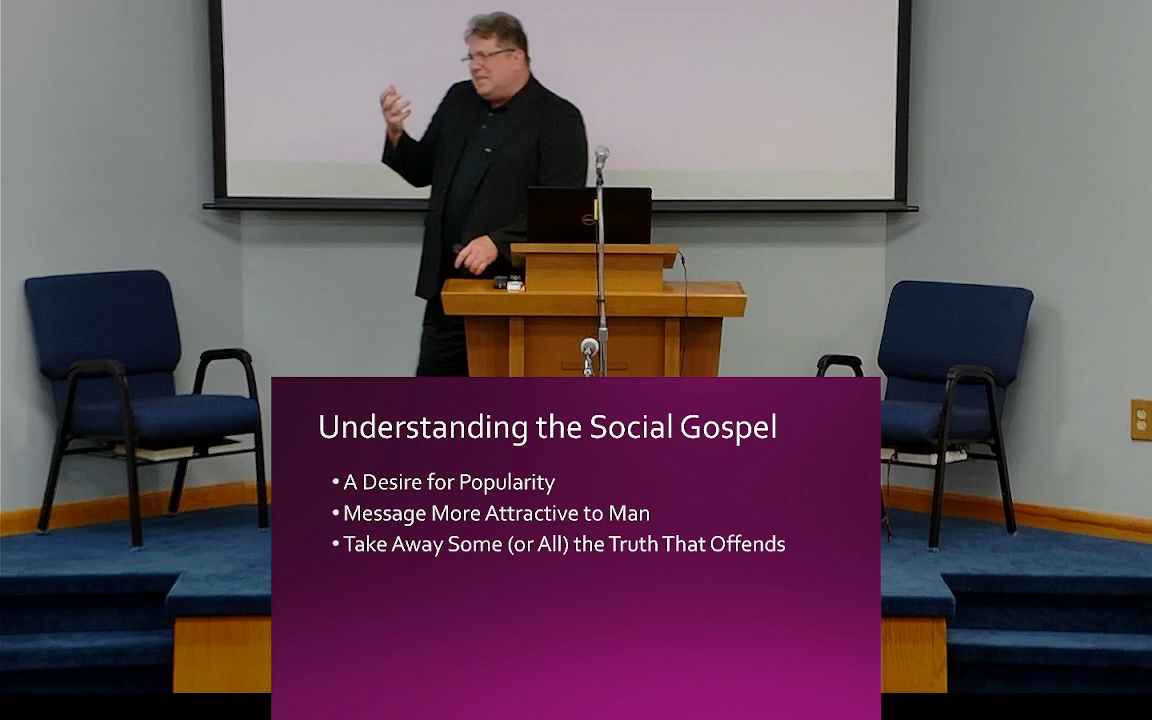 Understanding the Social Gospel
• A Desire for Popularity
• Message More Attractive to Man
• Take Away Some (or All) the Truth That Offends